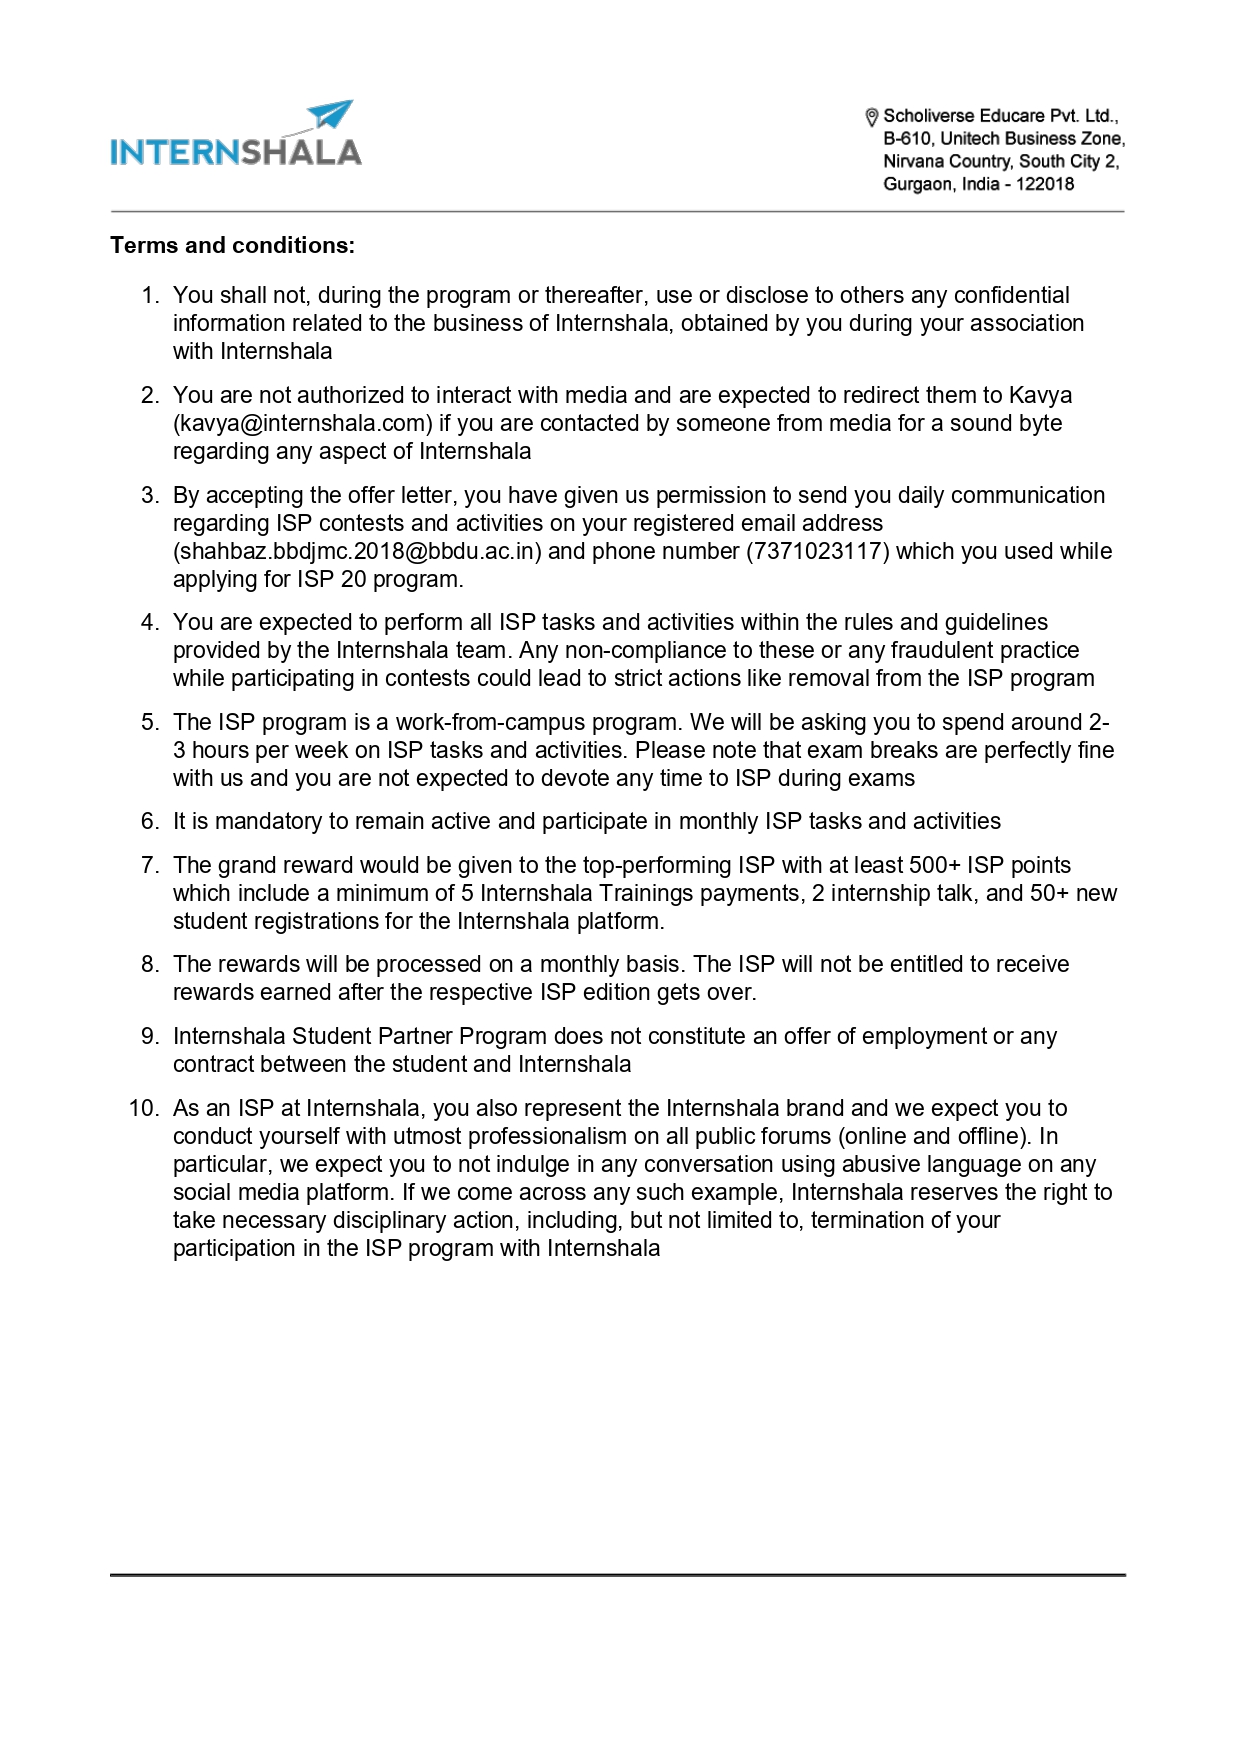 INTERNSHALA
Scholiverse Educare Pvt. Ltd.,
B-610, Unitech Business Zone,
Nirvana Country, South City 2,
Gurgaon, India - 122018
Terms and conditions:
1. You shall not, during the program or thereafter, use or disclose to others any confidential
information related to the business of Internshala, obtained by you during your association
with Internshala
2. You are not authorized to interact with media and are expected to redirect them to Kavya
(kavya@internshala.com) if you are contacted by someone from media for a sound byte
regarding any aspect of Internshala
3. By accepting the offer letter, you have given us permission to send you daily communication
regarding ISP contests and activities on your registered email address
(shahbaz.bbdjmc.2018@bbdu.ac.in) and phone number (7371023117) which you used while
applying for ISP 20 program.
4. You are expected to perform all ISP tasks and activities within the rules and guidelines
provided by the Internshala team. Any non-compliance to these or any fraudulent practice
while participating in contests could lead to strict actions like removal from the ISP program
5. The ISP program is a work-from-campus program. We will be asking you to spend around 2-
3 hours per week on ISP tasks and activities. Please note that exam breaks are perfectly fine
with us and you are not expected to devote any time to ISP during exams
6. It is mandatory to remain active and participate in monthly ISP tasks and activities
7. The grand reward would be given to the top-performing ISP with at least 500+ ISP points
which include a minimum of 5 Internshala Trainings payments, 2 internship talk, and 50+ new
student registrations for the Internshala platform.
8. The rewards will be processed on a monthly basis. The ISP will not be entitled to receive
rewards earned after the respective ISP edition gets over.
9. Internshala Student Partner Program does not constitute an offer of employment or any
contract between the student and Internshala
10. As an ISP at Internshala, you also represent the Internshala brand and we expect you to
conduct yourself with utmost professionalism on all public forums (online and offline). In
particular, we expect you to not indulge in any conversation using abusive language on any
social media platform. If we come across any such example, Internshala reserves the right to
take necessary disciplinary action, including, but not limited to, termination of your
participation in the ISP program with Internshala